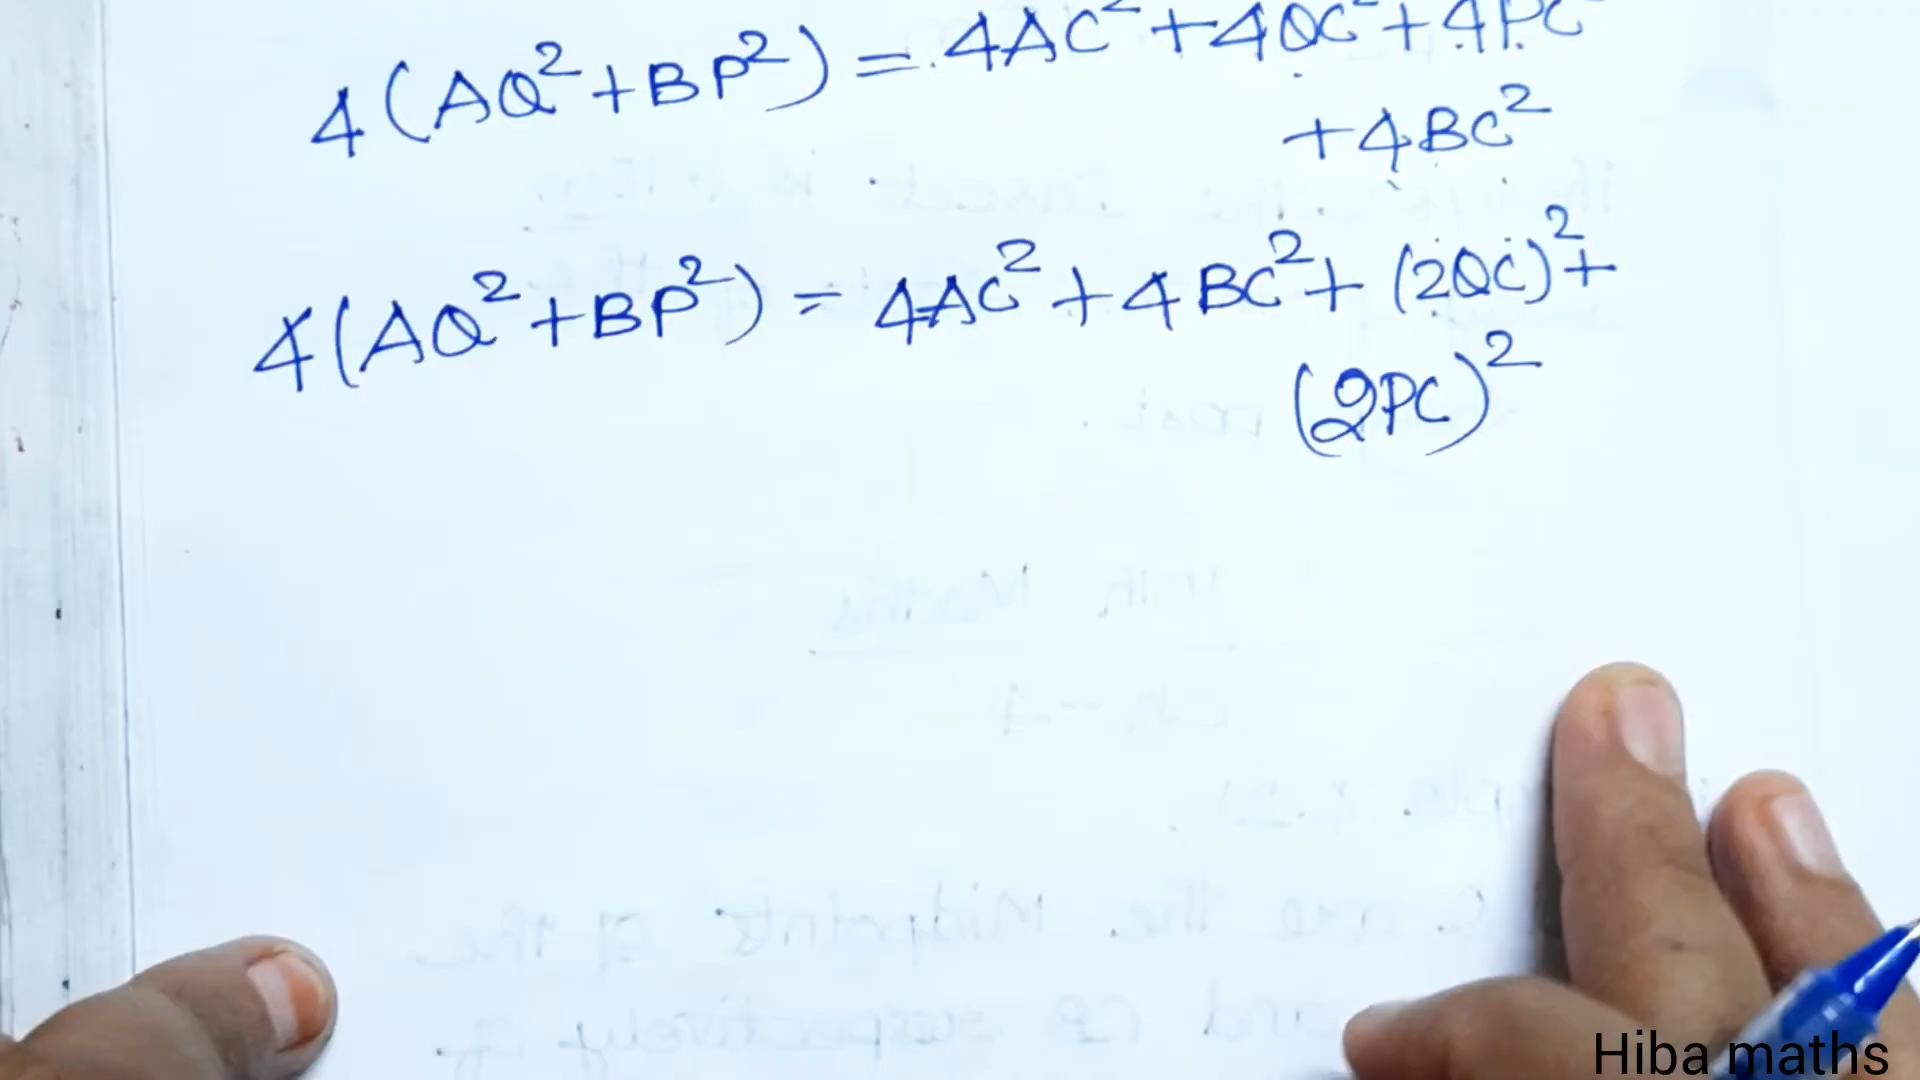 4(AQ²+BP²) = 4AC²+4QC²+4PC²
+4BC²
4(AQ²+BP²) = 4AC²+4BC²+(2QC)²+
(2PC)²
Hiba maths